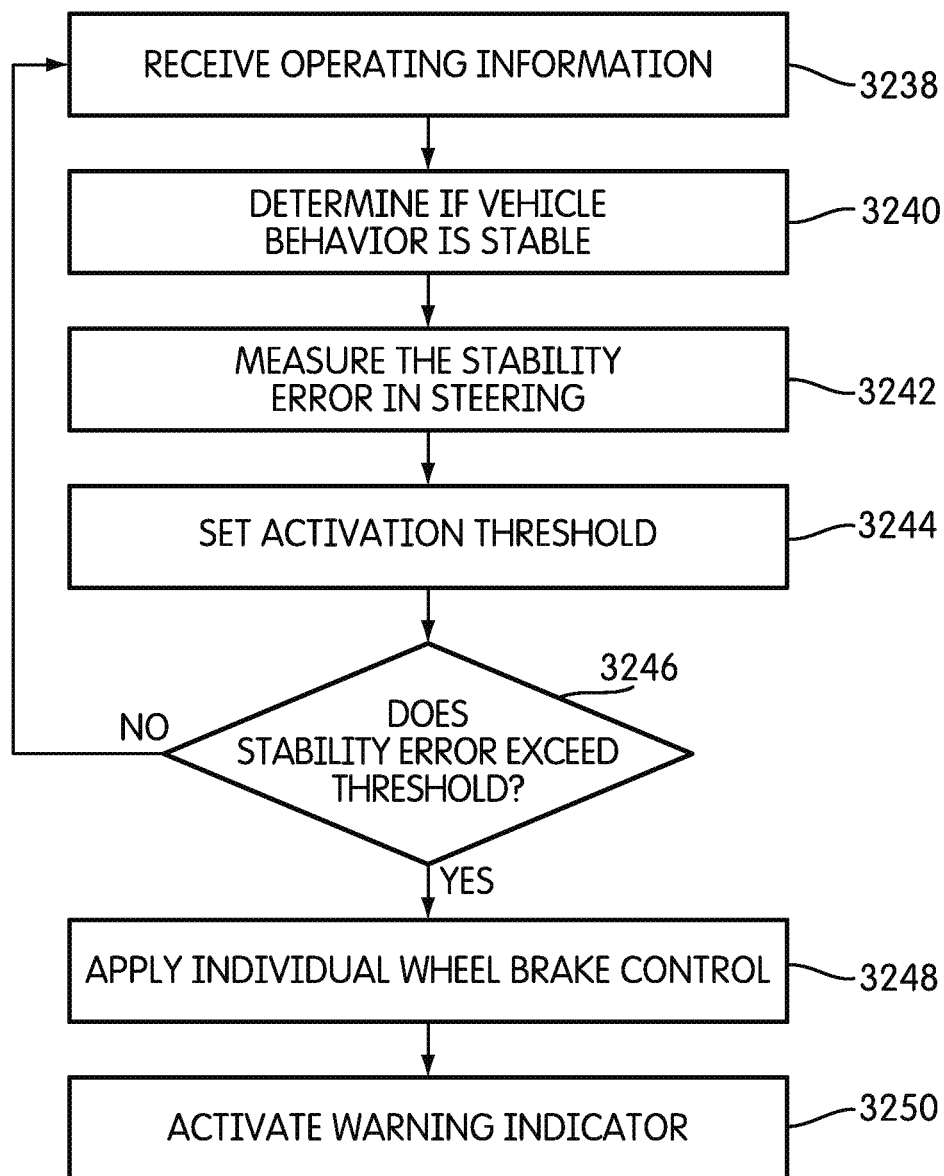 RECEIVE OPERATING INFORMATION
3238
DETERMINE IF VEHICLE
BEHAVIOR IS STABLE
3240
MEASURE THE STABILITY
ERROR IN STEERING
3242
SET ACTIVATION THRESHOLD
3244
3246
NO
DOES
STABILITY ERROR EXCEED
THRESHOLD?
YES
APPLY INDIVIDUAL WHEEL BRAKE CONTROL
3248
ACTIVATE WARNING INDICATOR
3250